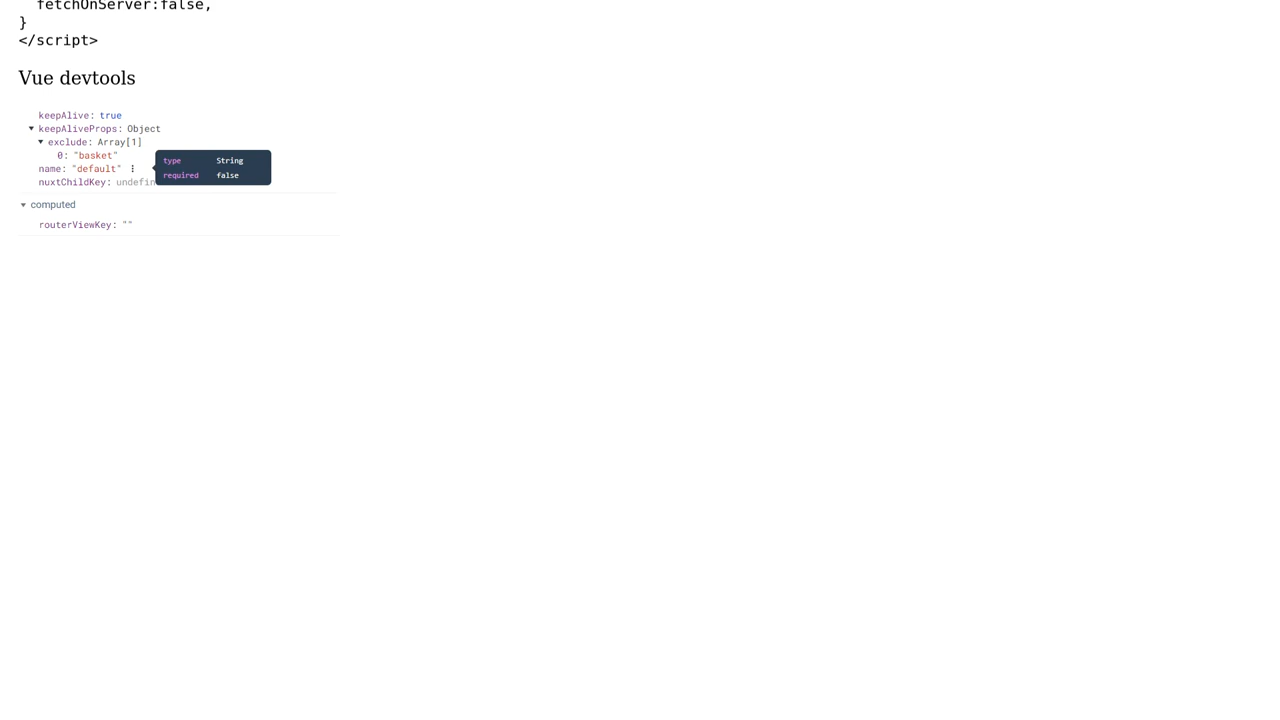 fetchOnServer:false,
}
</script>
Vue devtools
keepAlive: true
keepAliveProps: Object
exclude: Array[1]
0: "basket"
name: "default"
type String
required false
nuxtChildKey: undefin
computed
routerViewKey: ""